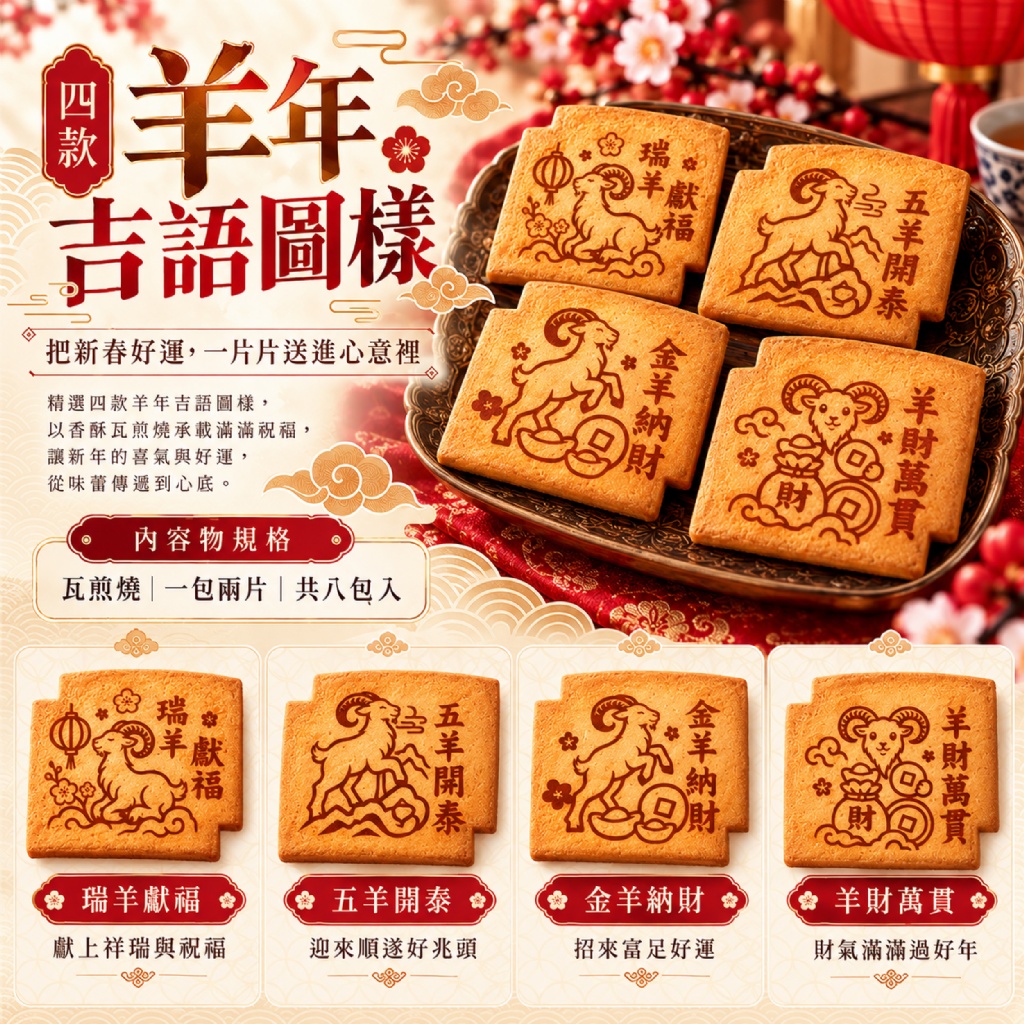 四款
羊年
吉語圖樣
把新春好運，一片片送進心意裡
精選四款羊年吉語圖樣，
以香酥瓦煎燒承載滿滿祝福，
讓新年的喜氣與好運，
從味蕾傳遞到心底。
內容物規格
瓦煎燒｜一包兩片｜共八包入
瑞羊獻福
五羊開泰
金羊納財
羊財萬貫
財
瑞羊獻福
五羊開泰
金羊納財
羊財萬貫
財
瑞羊獻福
五羊開泰
金羊納財
羊財萬貫
獻上祥瑞與祝福
迎來順遂好兆頭
招來富足好運
財氣滿滿過好年